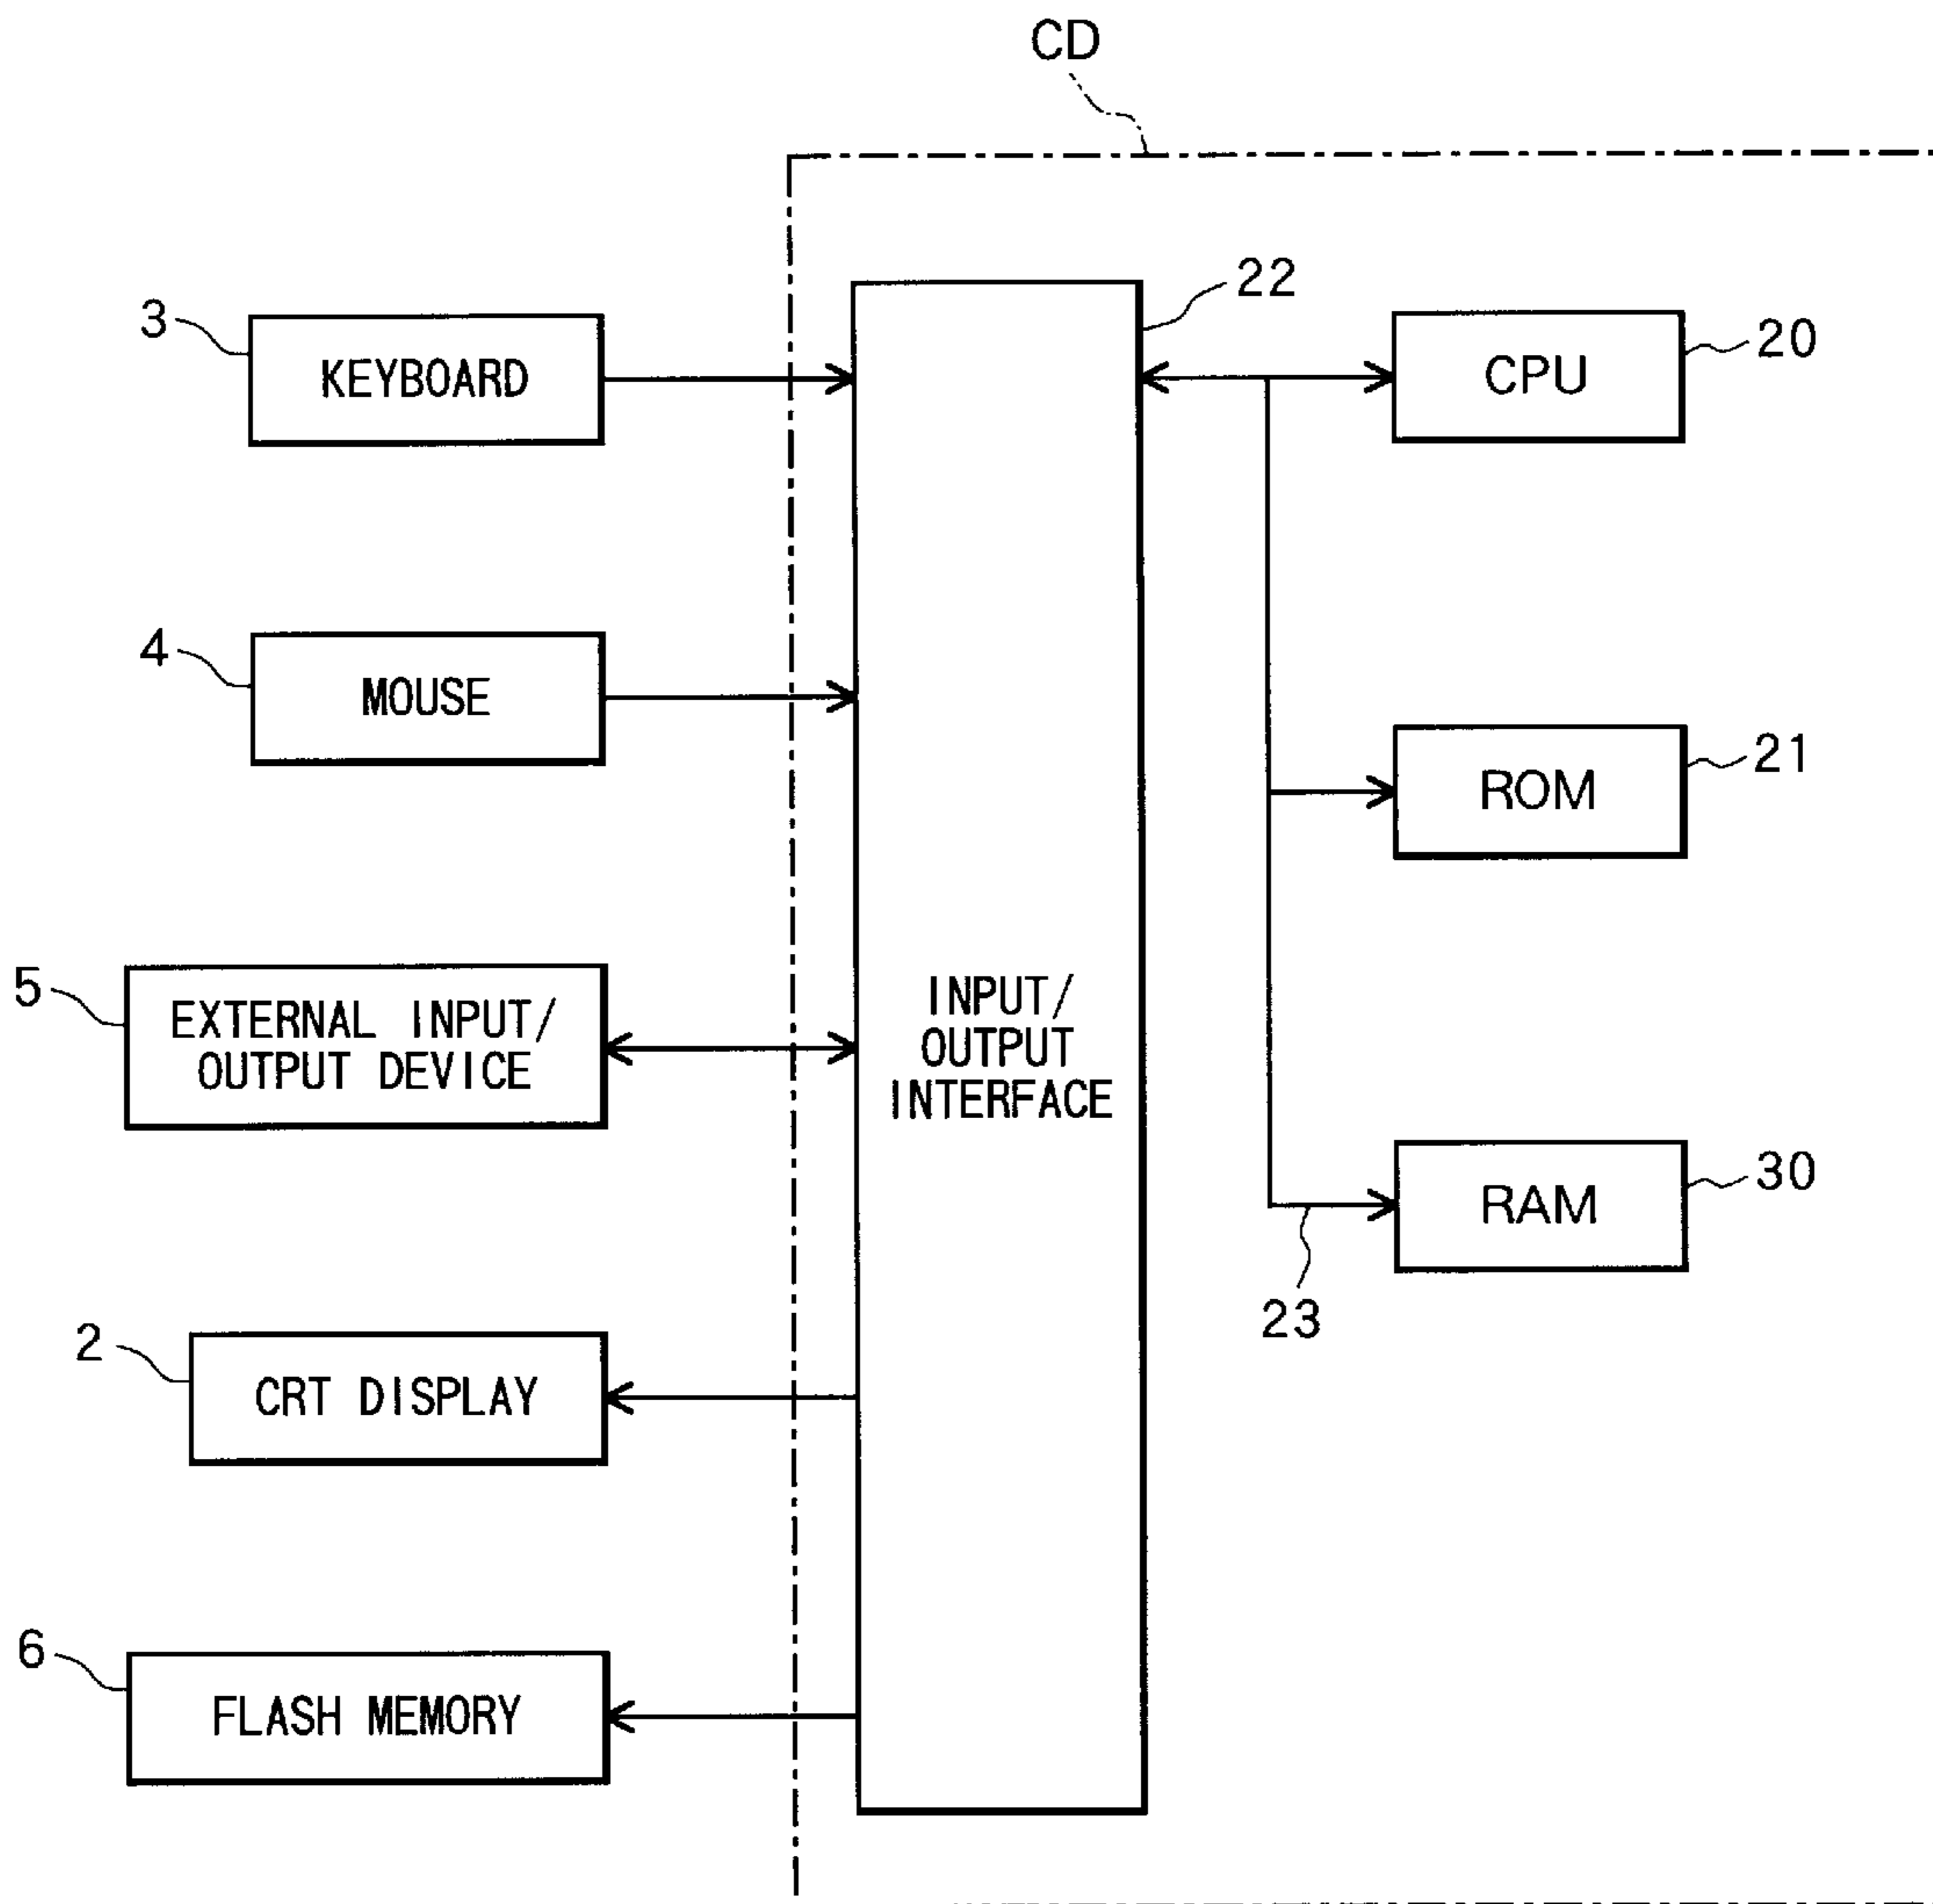 CD
22
3
KEYBOARD
CPU
20
4
MOUSE
ROM
21
5
EXTERNAL INPUT/
OUTPUT DEVICE
INPUT/
OUTPUT
INTERFACE
RAM
30
23
2
CRT DISPLAY
6
FLASH MEMORY